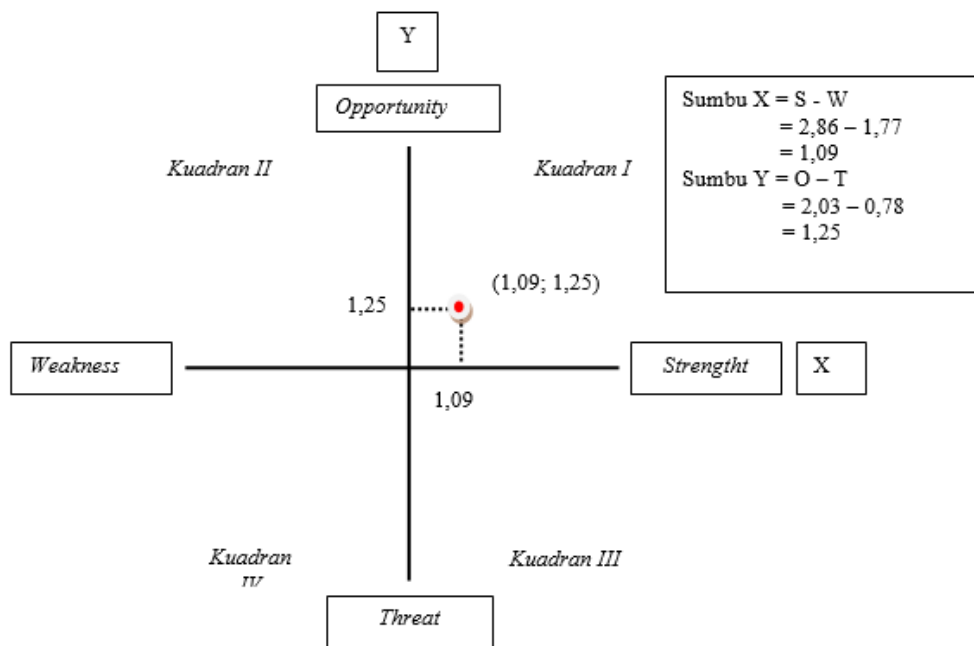 Y
Opportunity
Sumbu X = S - W
= 2,86 – 1,77
= 1,09
Sumbu Y = O – T
= 2,03 – 0,78
= 1,25
Kuadran II
Kuadran I
(1,09; 1,25)
1,25
Weakness
Strengtht
X
1,09
Kuadran
IV
Kuadran III
Threat